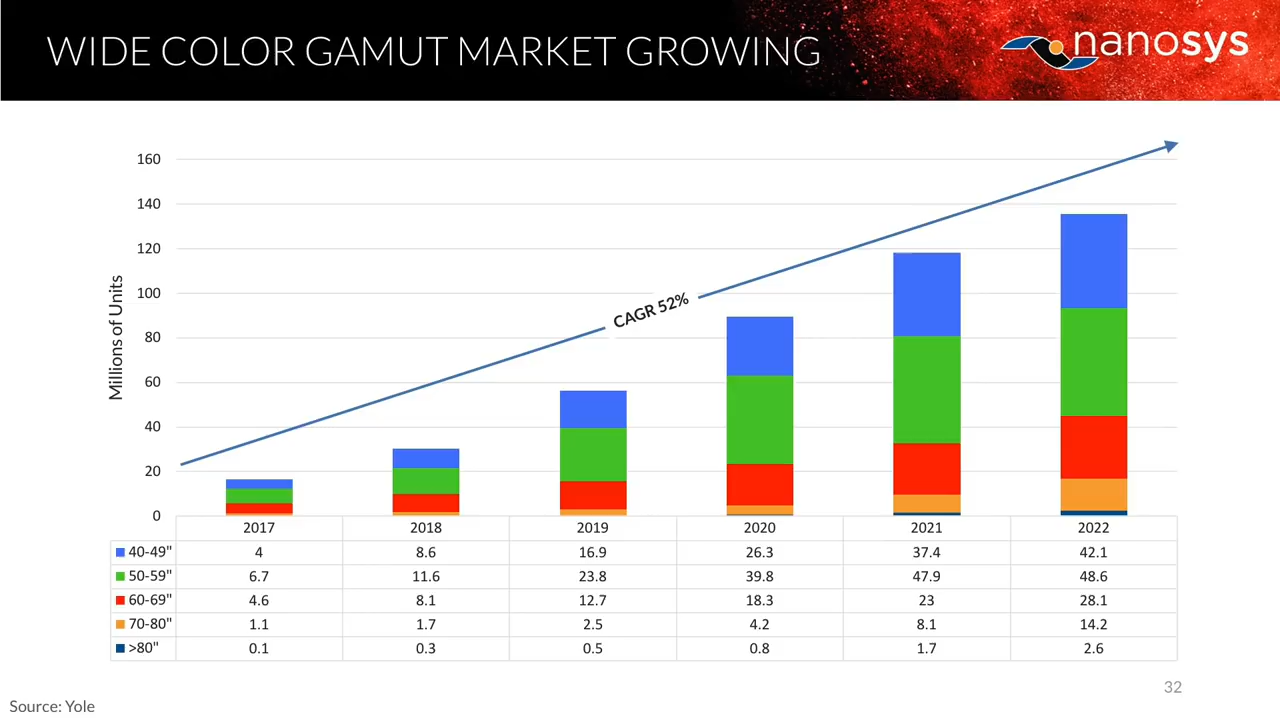 WIDE COLOR GAMUT MARKET GROWING
nanosys
160
140
120
100
80
60
40
20
0
Millions of Units
CAGR 52%
2017 2018 2019 2020 2021 2022
40-49" 4 8.6 16.9 26.3 37.4 42.1
50-59" 6.7 11.6 23.8 39.8 47.9 48.6
60-69" 4.6 8.1 12.7 18.3 23 28.1
70-80" 1.1 1.7 2.5 4.2 8.1 14.2
>80" 0.1 0.3 0.5 0.8 1.7 2.6
32
Source: Yole